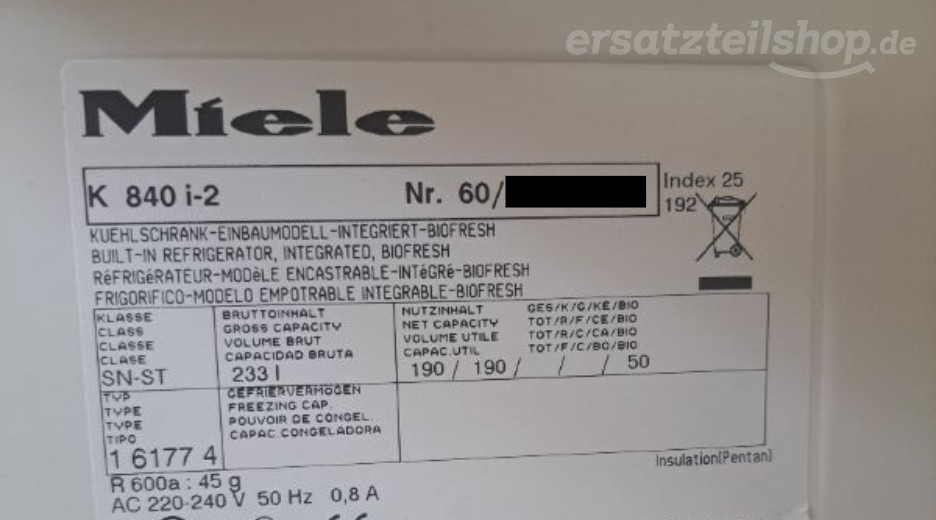 ersatzteilshop.de
Miele
K 840 i-2 Nr. 60/
Index 25
192
KUEHLSCHRANK-EINBAUMODELL-INTEGRIERT-BIOFRESH
BUILT-IN REFRIGERATOR, INTEGRATED, BIOFRESH
RéFRIGéRATEUR-MODèLE ENCASTRABLE-INTéGRé-BIOFRESH
FRIGORIFICO-MODELO EMPOTRABLE INTEGRABLE-BIOFRESH
KLASSE
CLASS
CLASSE
CLASE
SN-ST
BRUTTOINHALT
GROSS CAPACITY
VOLUME BRUT
CAPACIDAD BRUTA
233 l
NUTZINHALT GES/K/G/KE/BIO
NET CAPACITY TOT/R/F/CE/BIO
VOLUME UTILE TOT/R/C/CA/BIO
CAPAC.UTIL TOT/F/C/BG/BIO
190 / 190 / / / 50
TYP
TYPE
TYPE
TIPO
1 6177 4
GEFRIERVERMOGEN
FREEZING CAP.
POUVOIR DE CONGEL.
CAPAC.CONGELADORA
Insulation(Pentan)
R 600a : 45 g
AC 220-240 V 50 Hz 0,8 A